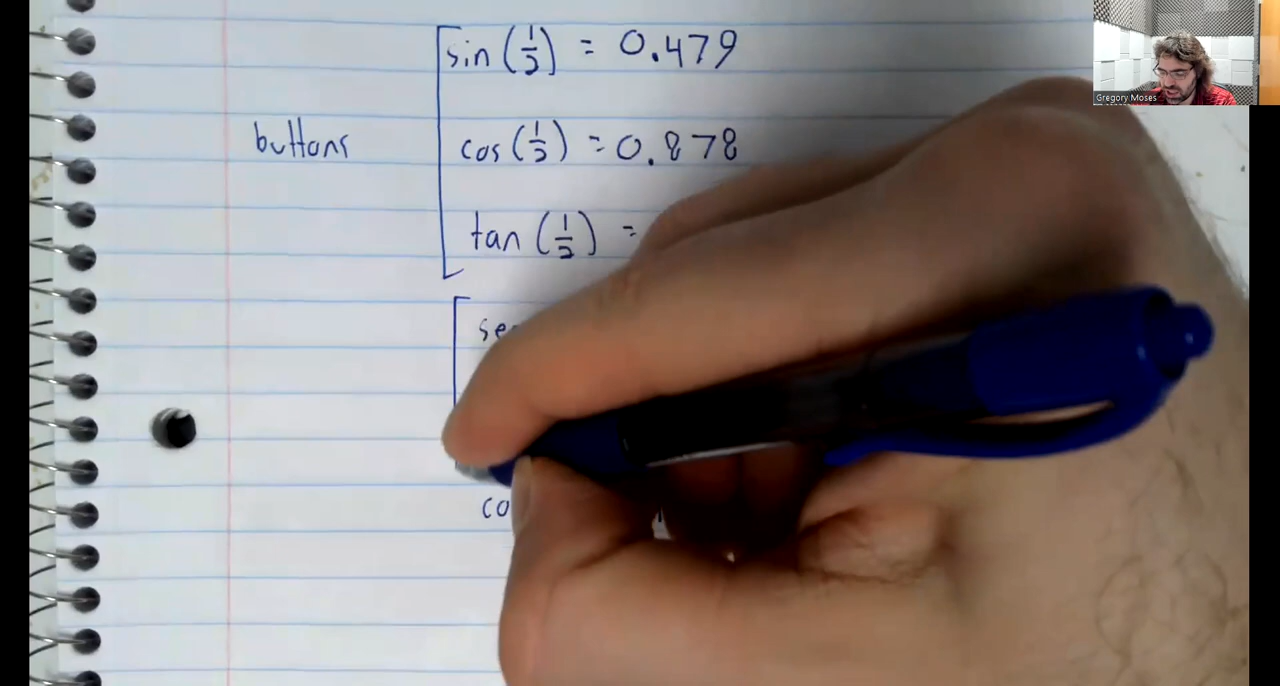 sin (1/2) = 0.479
buttons
cos (1/2) = 0.878
tan (1/2) =
Gregory Moses